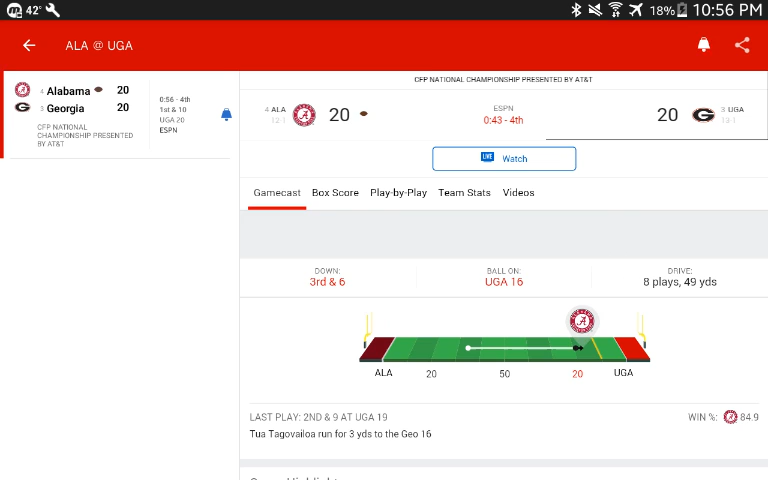 42°
18%
10:56 PM
ALA @ UGA
4 Alabama 20
3 Georgia 20
CFP NATIONAL
CHAMPIONSHIP PRESENTED
BY AT&T
0:56 - 4th
1st & 10
UGA 20
ESPN
CFP NATIONAL CHAMPIONSHIP PRESENTED BY AT&T
4 ALA
12-1
20
ESPN
0:43 - 4th
20
3 UGA
13-1
LIVE Watch
Gamecast Box Score Play-by-Play Team Stats Videos
DOWN:
3rd & 6
BALL ON:
UGA 16
DRIVE:
8 plays, 49 yds
ALA 20 50 20 UGA
LAST PLAY: 2ND & 9 AT UGA 19
WIN %: 84.9
Tua Tagovailoa run for 3 yds to the Geo 16